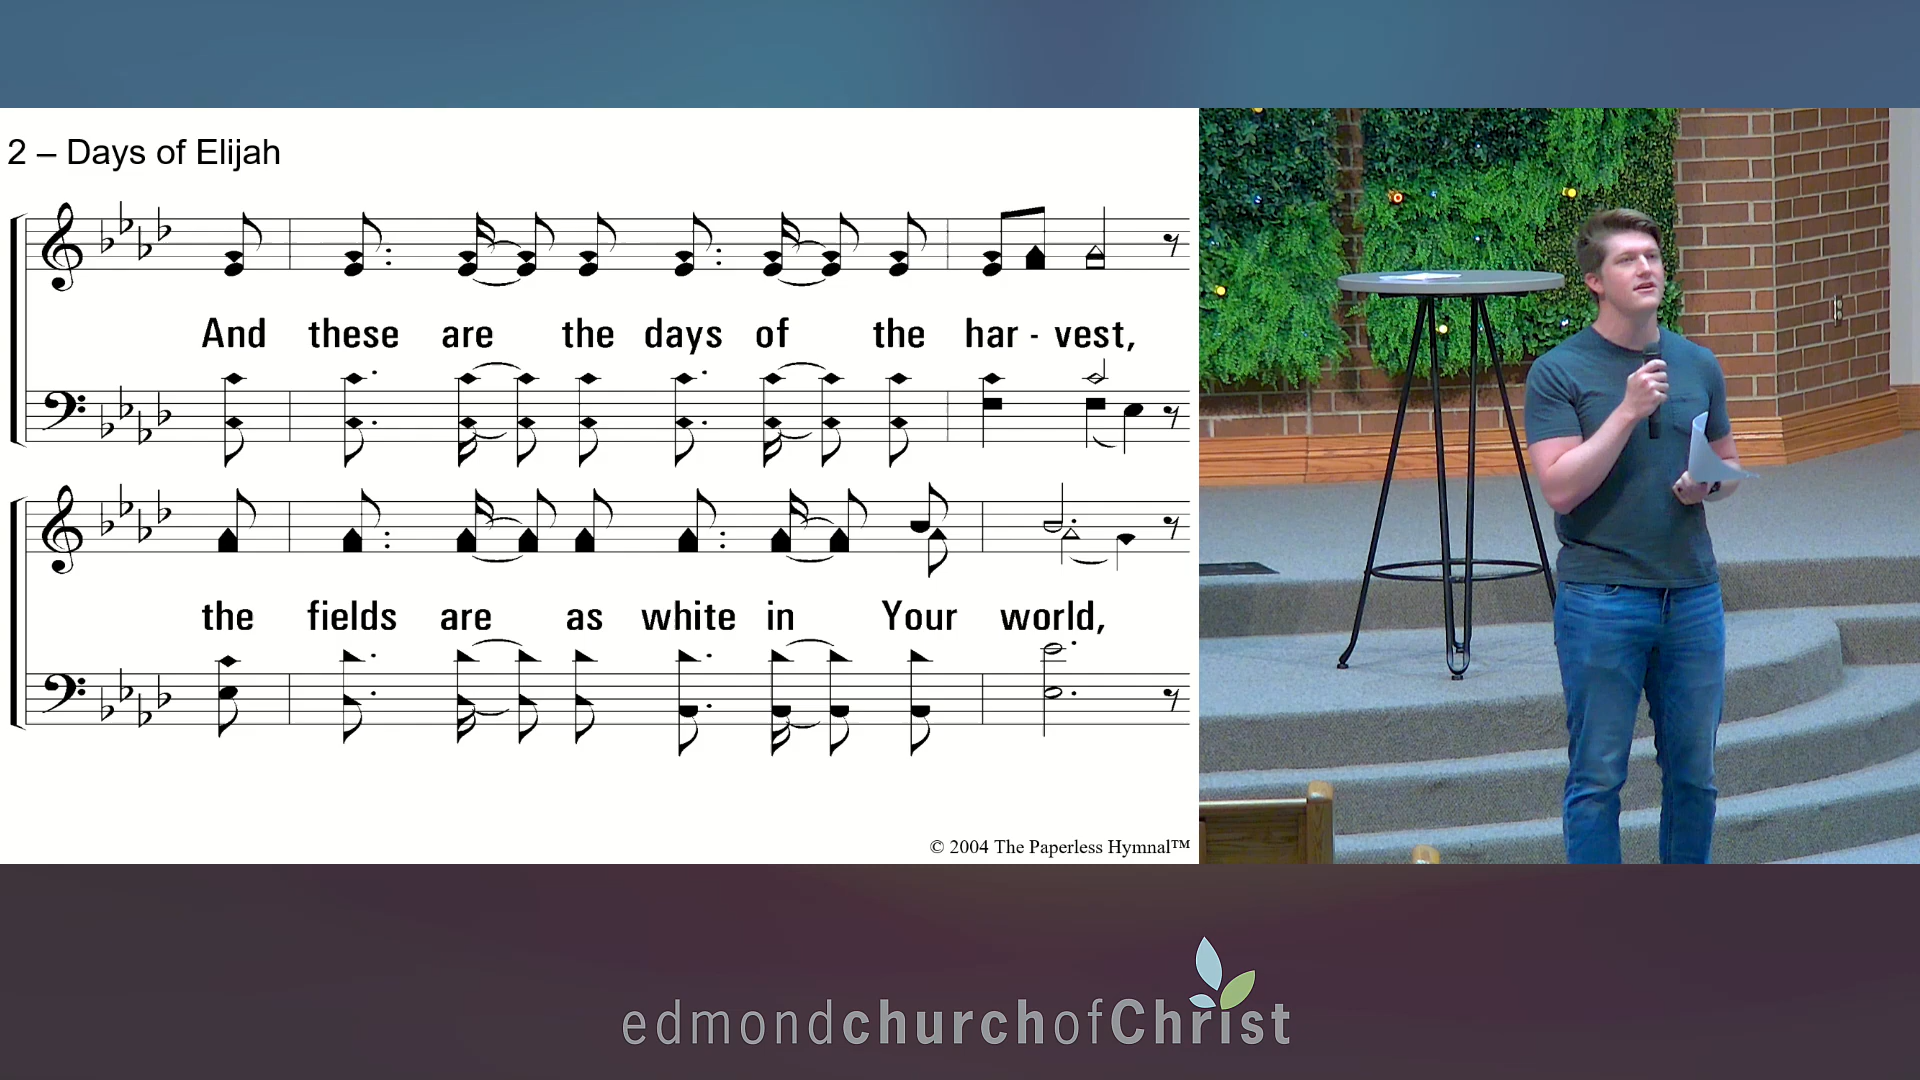 2 – Days of Elijah
And these are the days of the har - vest,
the fields are as white in Your world,
© 2004 The Paperless Hymnal™
edmondchurchofChrist